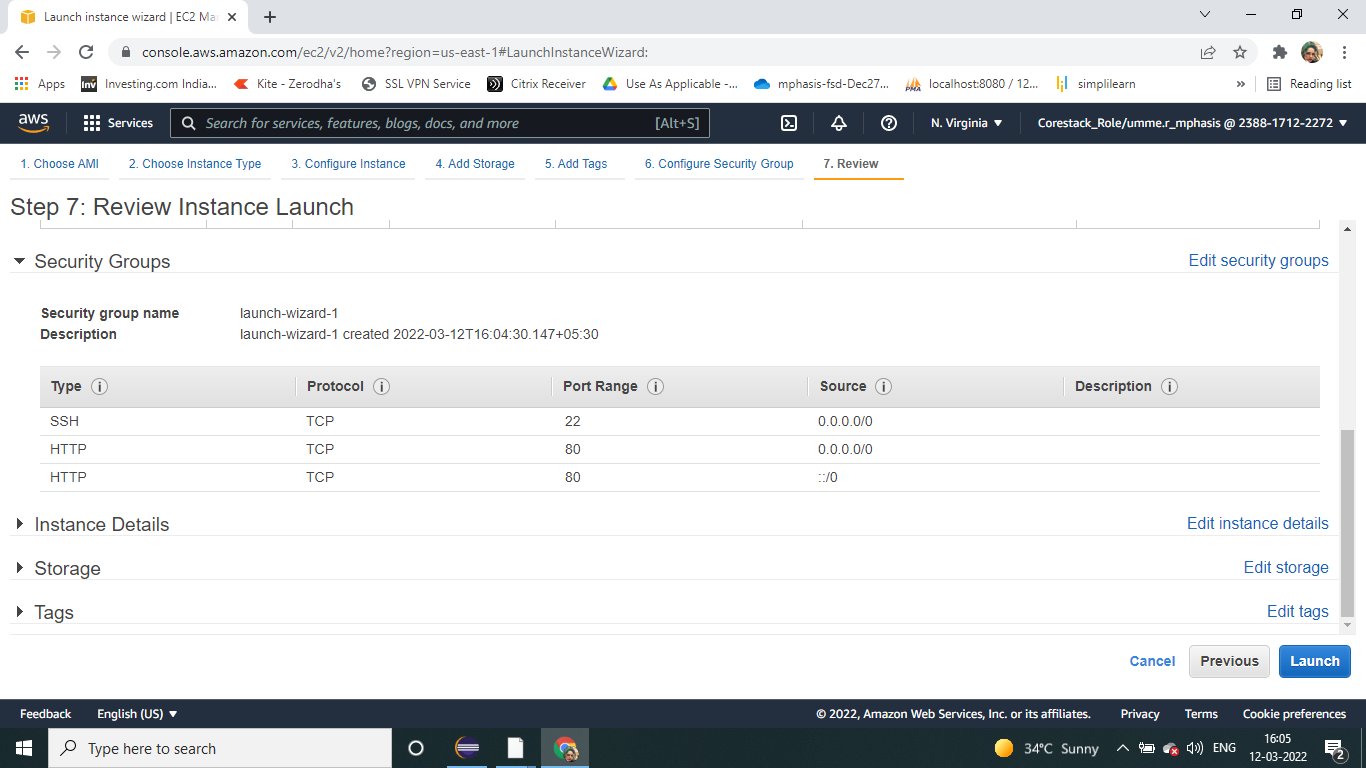 Launch instance wizard | EC2 Ma
console.aws.amazon.com/ec2/v2/home?region=us-east-1#LaunchInstanceWizard:
Apps Investing.com India... Kite - Zerodha's SSL VPN Service Citrix Receiver Use As Applicable -... mphasis-fsd-Dec27... localhost:8080 / 12... simplilearn » Reading list
aws Services Search for services, features, blogs, docs, and more [Alt+S] N. Virginia Corestack_Role/umme.r_mphasis @ 2388-1712-2272
1. Choose AMI 2. Choose Instance Type 3. Configure Instance 4. Add Storage 5. Add Tags 6. Configure Security Group 7. Review
Step 7: Review Instance Launch
Security Groups Edit security groups
Security group name launch-wizard-1
Description launch-wizard-1 created 2022-03-12T16:04:30.147+05:30
Type Protocol Port Range Source Description
SSH TCP 22 0.0.0.0/0
HTTP TCP 80 0.0.0.0/0
HTTP TCP 80 ::/0
Instance Details Edit instance details
Storage Edit storage
Tags Edit tags
Cancel Previous Launch
Feedback English (US) © 2022, Amazon Web Services, Inc. or its affiliates. Privacy Terms Cookie preferences
Type here to search 34°C Sunny ENG 16:05
12-03-2022 2